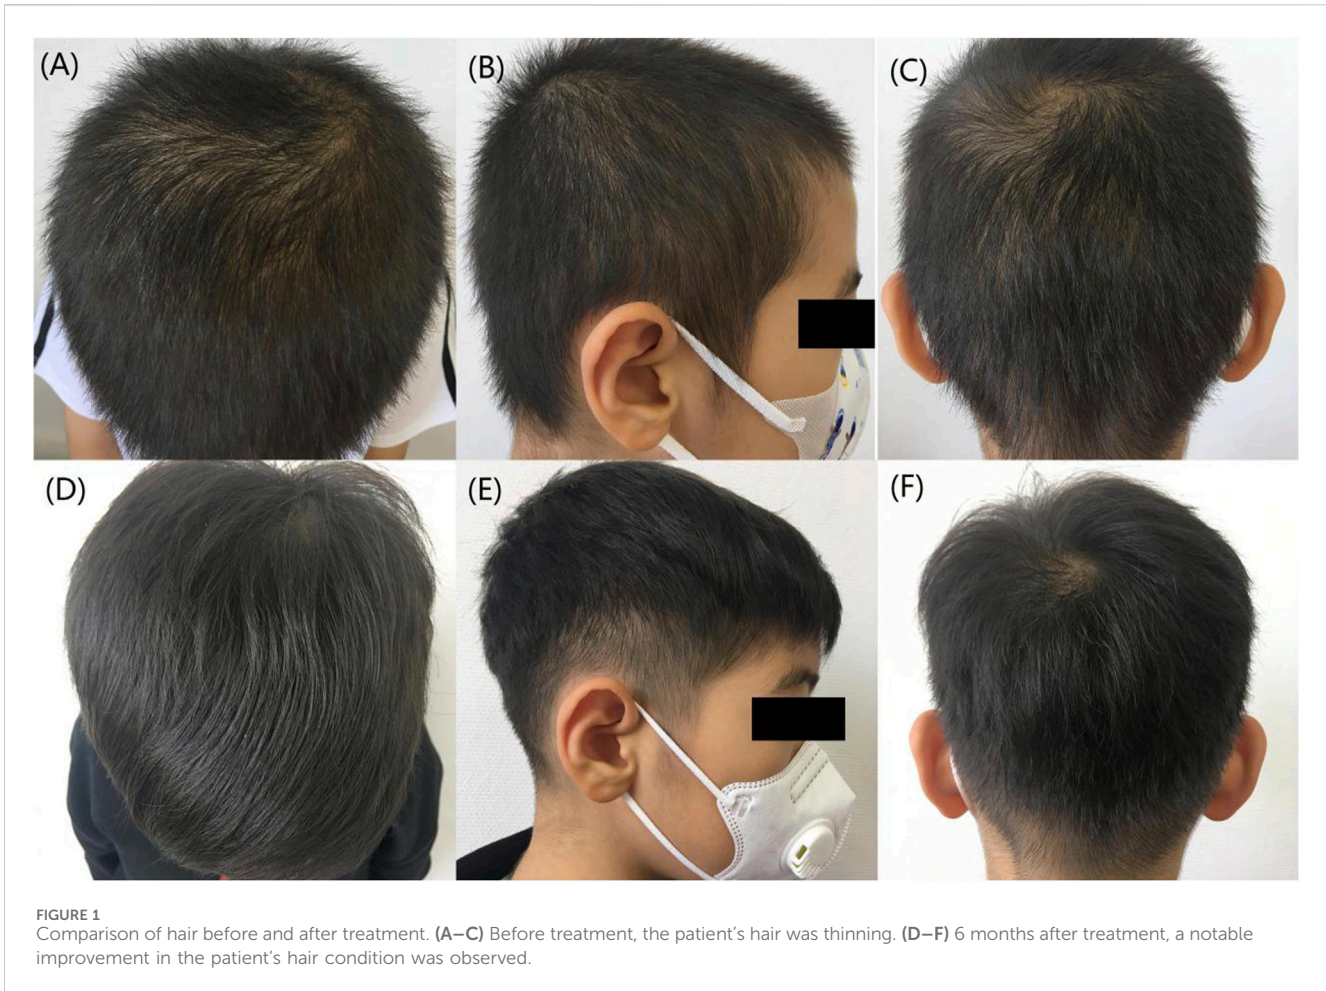 (A)
(B)
(C)
(D)
(E)
(F)
FIGURE 1
Comparison of hair before and after treatment. (A–C) Before treatment, the patient's hair was thinning. (D–F) 6 months after treatment, a notable
improvement in the patient's hair condition was observed.